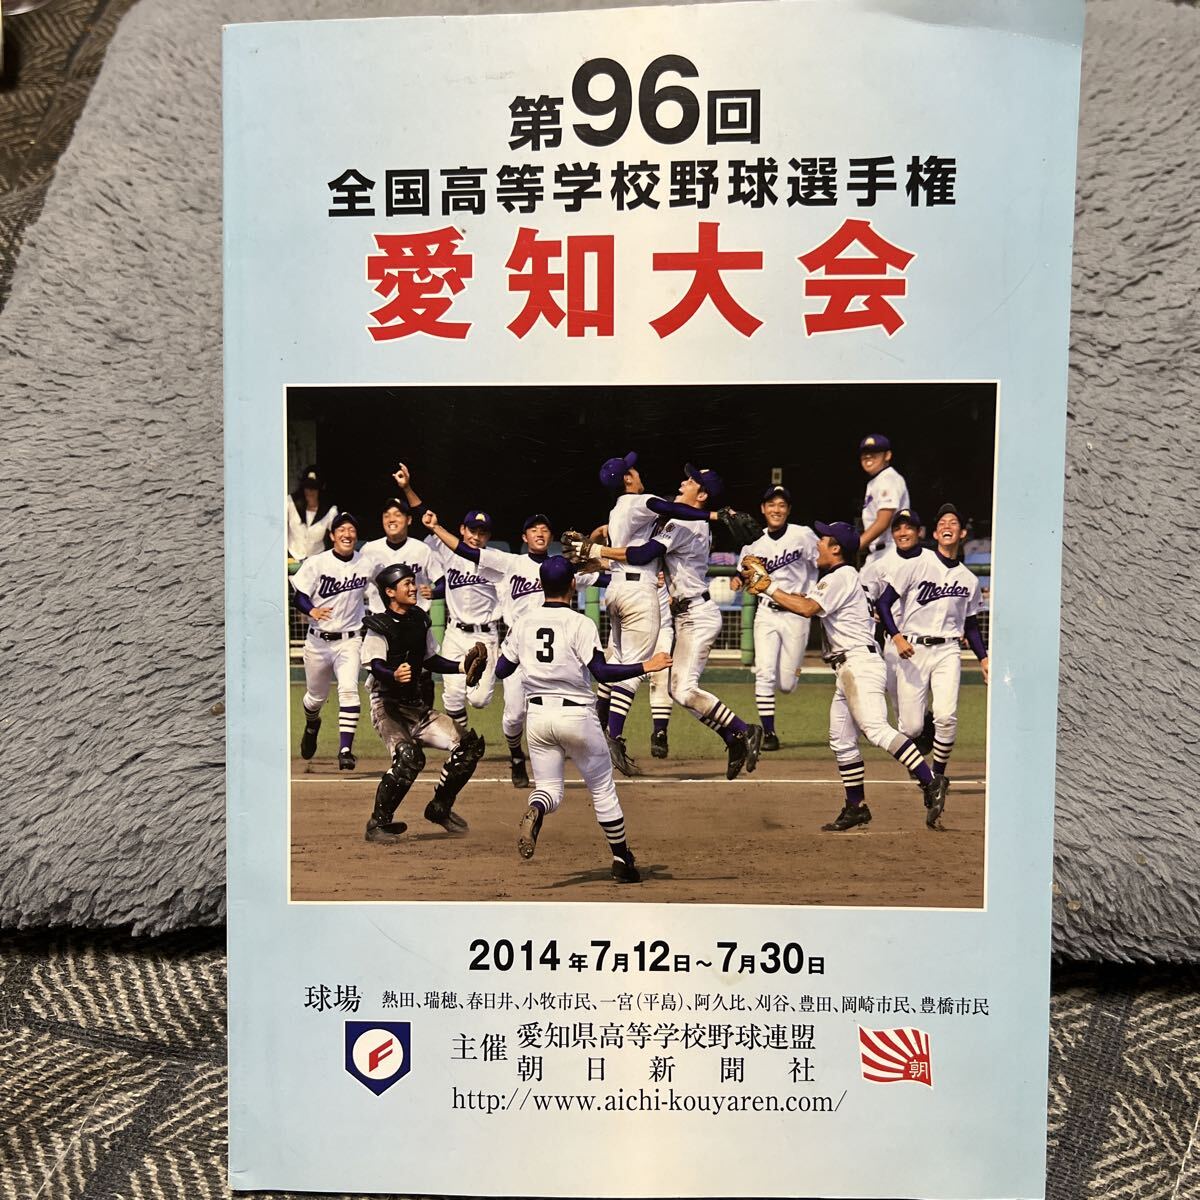 第96回
全国高等学校野球選手権
愛知大会
Meiden
Meiden
Meiden
3
2014年7月12日~7月30日
球場 熱田、瑞穂、春日井、小牧市民、一宮(平島)、阿久比、刈谷、豊田、岡崎市民、豊橋市民
F
主催 愛知県高等学校野球連盟
朝日新聞社
朝
http://www.aichi-kouyaren.com/